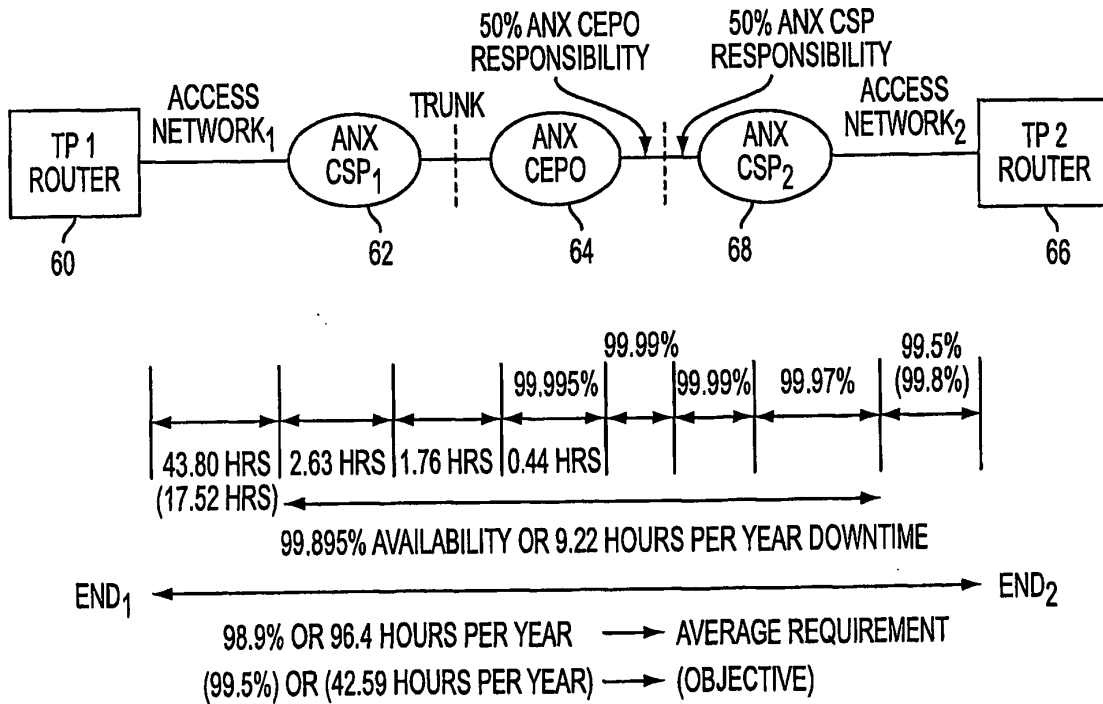 50% ANX CEPO
RESPONSIBILITY
50% ANX CSP
RESPONSIBILITY
ACCESS
NETWORK1
TRUNK
ACCESS
NETWORK2
TP 1
ROUTER
ANX
CSP1
ANX
CEPO
ANX
CSP2
TP 2
ROUTER
60
62
64
68
66
99.99%
99.5%
(99.8%)
99.995%
99.99%
99.97%
43.80 HRS
(17.52 HRS)
2.63 HRS
1.76 HRS
0.44 HRS
99.895% AVAILABILITY OR 9.22 HOURS PER YEAR DOWNTIME
END1
END2
98.9% OR 96.4 HOURS PER YEAR → AVERAGE REQUIREMENT
(99.5%) OR (42.59 HOURS PER YEAR) → (OBJECTIVE)